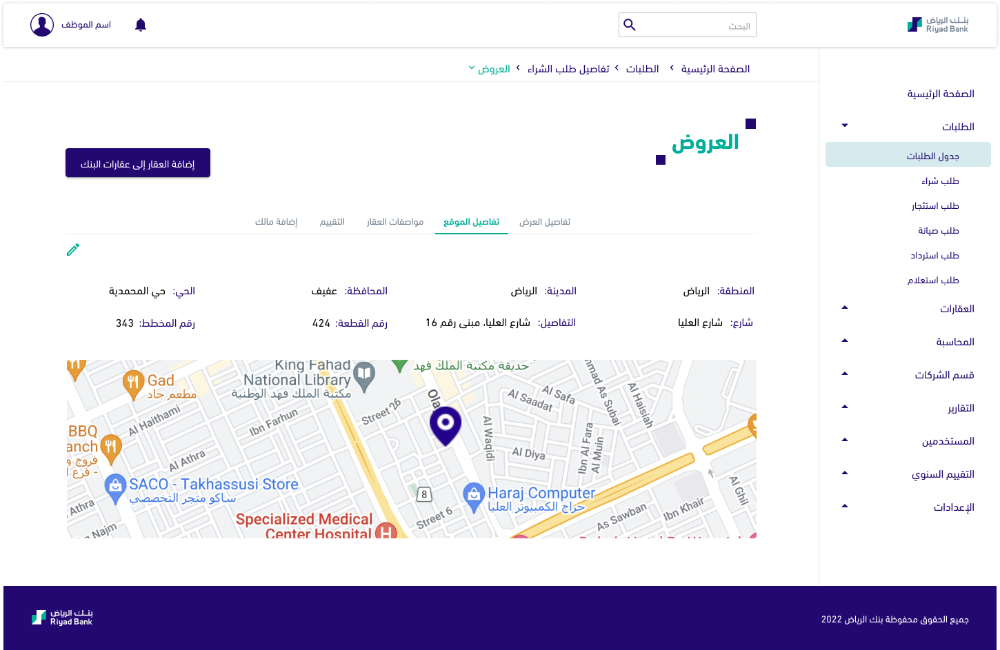 بنك الرياض
Riyad Bank
البحث
اسم الموظف
الصفحة الرئيسية
الطلبات
تفاصيل طلب الشراء
العروض
الصفحة الرئيسية
الطلبات
جدول الطلبات
طلب شراء
طلب استئجار
طلب صيانة
طلب استرداد
طلب استعلام
العقارات
المحاسبة
قسم الشركات
التقارير
المستخدمين
التقييم السنوي
الإعدادات
العروض
إضافة العقار إلى عقارات البنك
تفاصيل العرض
تفاصيل الموقع
مواصفات العقار
التقييم
إضافة مالك
المنطقة: الرياض
المدينة: الرياض
المحافظة: عفيف
الحي: حي المحمدية
شارع: شارع العليا
التفاصيل: شارع العليا، مبنى رقم 16
رقم القطعة: 424
رقم المخطط: 343
King Fahad
National Library
مكتبة الملك فهد الوطنية
حديقة مكتبة الملك فهد
Gad
مطعم جاد
Al Haithami
Ibn Farhun
Street 26
Ola
Al Saadat
Al Safa
As Subai
Al Haisiah
Al Waqidi
Al Diya
Ibn Al Fara
Al Muin
BBQ
Al Athra
SACO - Takhassusi Store
ساكو متجر التخصصي
Athra
Najm
8
Haraj Computer
حراج الكمبيوتر العليا
Street 6
Specialized Medical
Center Hospital
As Sawban
Ibn Khair
Al Ghil
جميع الحقوق محفوظة بنك الرياض 2022
بنك الرياض
Riyad Bank